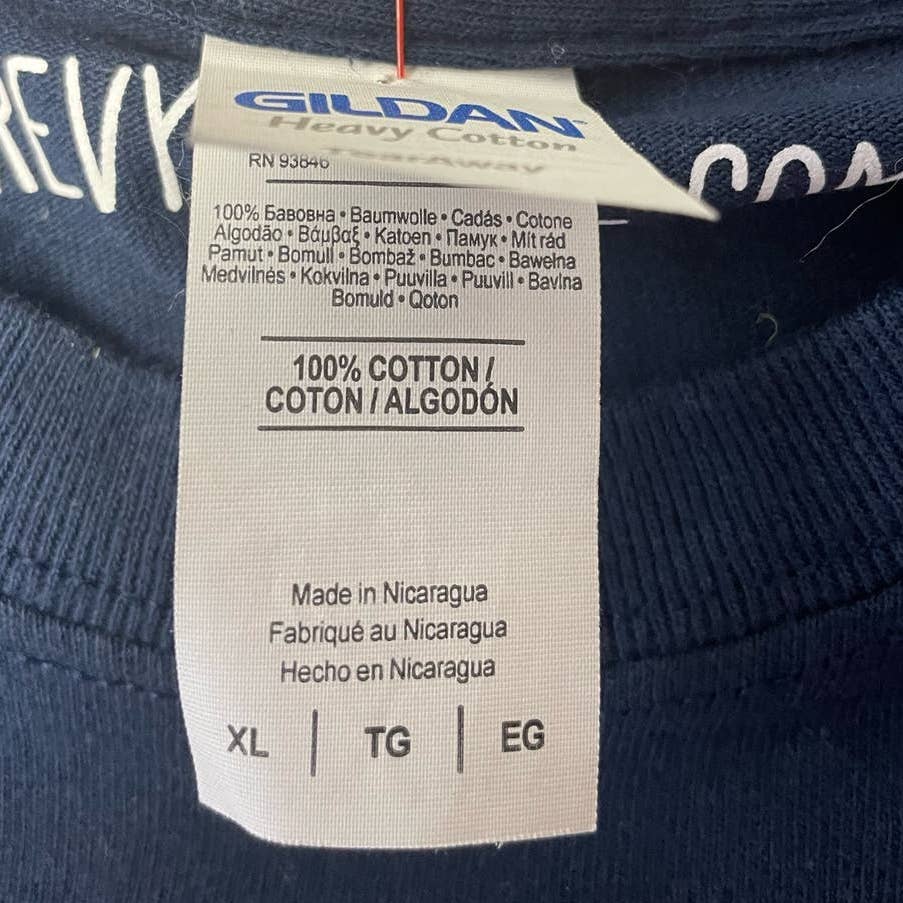 REVY
GILDAN
Heavy Cotton
TearAway
RN 93846
100% Бавовна • Baumwolle • Cadás • Cotone
Algodão • Βάμβαξ • Katoen • Памук • Mít rád
Pamut • Bomull • Bombaž • Bumbac • Bawełna
Medvilnės • Kokvilna • Puuvilla • Puuvill • Bavlna
Bomuld • Qoton
100% COTTON /
COTON / ALGODÓN
Made in Nicaragua
Fabriqué au Nicaragua
Hecho en Nicaragua
XL | TG | EG